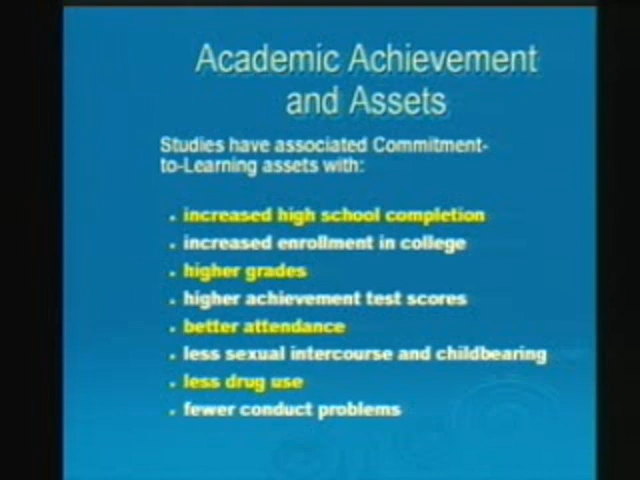 Academic Achievement
and Assets
Studies have associated Commitment-
to-Learning assets with:
• increased high school completion
• increased enrollment in college
• higher grades
• higher achievement test scores
• better attendance
• less sexual intercourse and childbearing
• less drug use
• fewer conduct problems